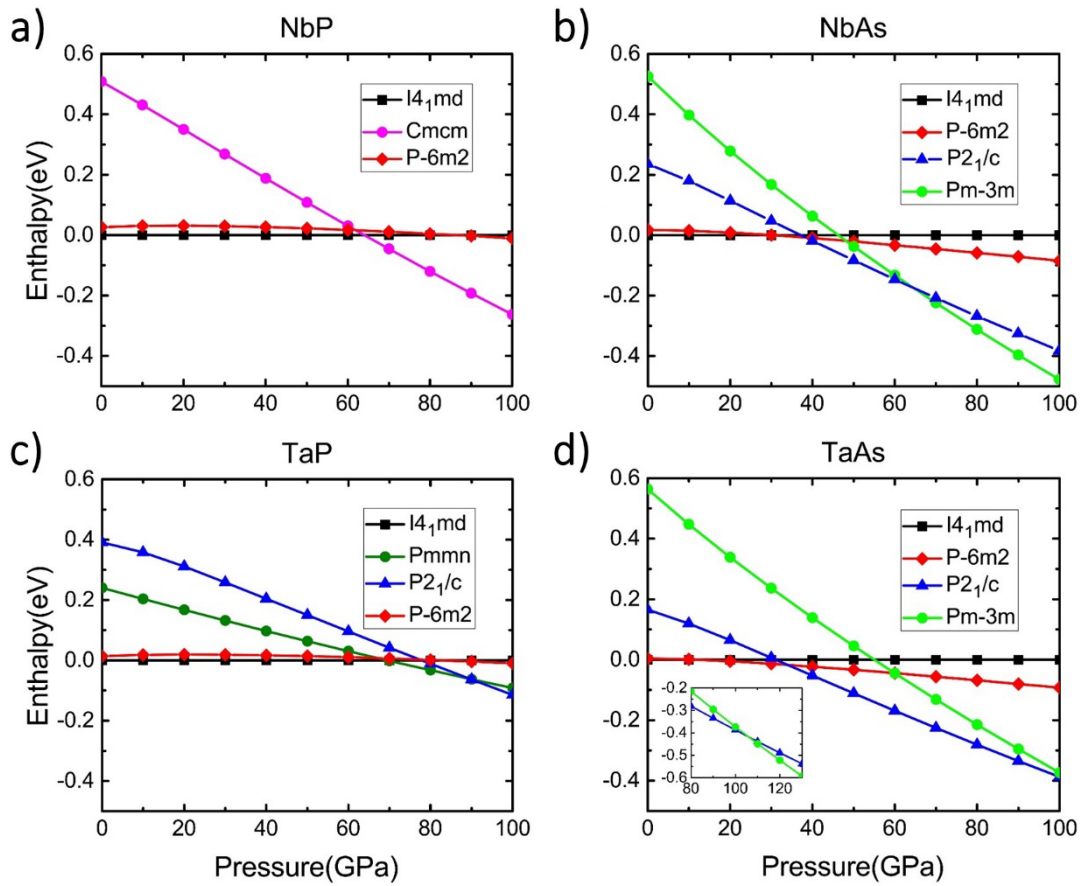 a) NbP
Enthalpy(eV)
0.6
0.4
0.2
0.0
-0.2
-0.4
0 20 40 60 80 100
I4₁md
Cmcm
P-6m2
b) NbAs
0.6
0.4
0.2
0.0
-0.2
-0.4
0 20 40 60 80 100
I4₁md
P-6m2
P2₁/c
Pm-3m
c) TaP
Enthalpy(eV)
0.6
0.4
0.2
0.0
-0.2
-0.4
0 20 40 60 80 100
Pressure(GPa)
I4₁md
Pmmn
P2₁/c
P-6m2
d) TaAs
0.6
0.4
0.2
0.0
-0.2
-0.4
0 20 40 60 80 100
Pressure(GPa)
I4₁md
P-6m2
P2₁/c
Pm-3m
-0.2
-0.3
-0.4
-0.5
-0.6
80 100 120